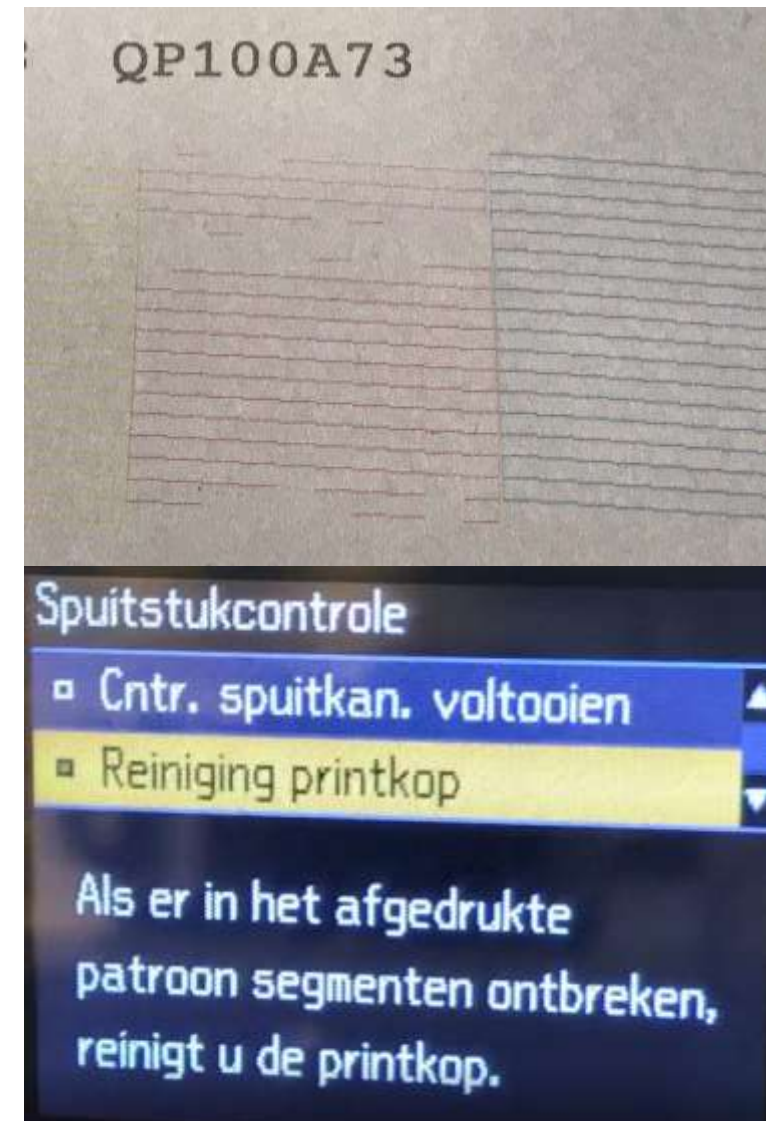 QP100A73
Spuitstukcontrole
Cntr. spuitkan. voltooien
Reiniging printkop
Als er in het afgedrukte
patroon segmenten ontbreken,
reinigt u de printkop.